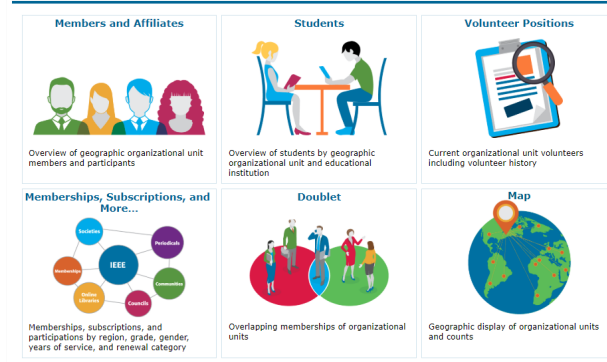 Members and Affiliates
Overview of geographic organizational unit
members and participants
Students
Overview of students by geographic
organizational unit and educational
institution
Volunteer Positions
Current organizational unit volunteers
including volunteer history
Memberships, Subscriptions, and
More...
Societies
Periodicals
IEEE
Memberships
Communities
Online
Libraries
Councils
Memberships, subscriptions, and
participations by region, grade, gender,
years of service, and renewal category
Doublet
Overlapping memberships of organizational
units
Map
Geographic display of organizational units
and counts